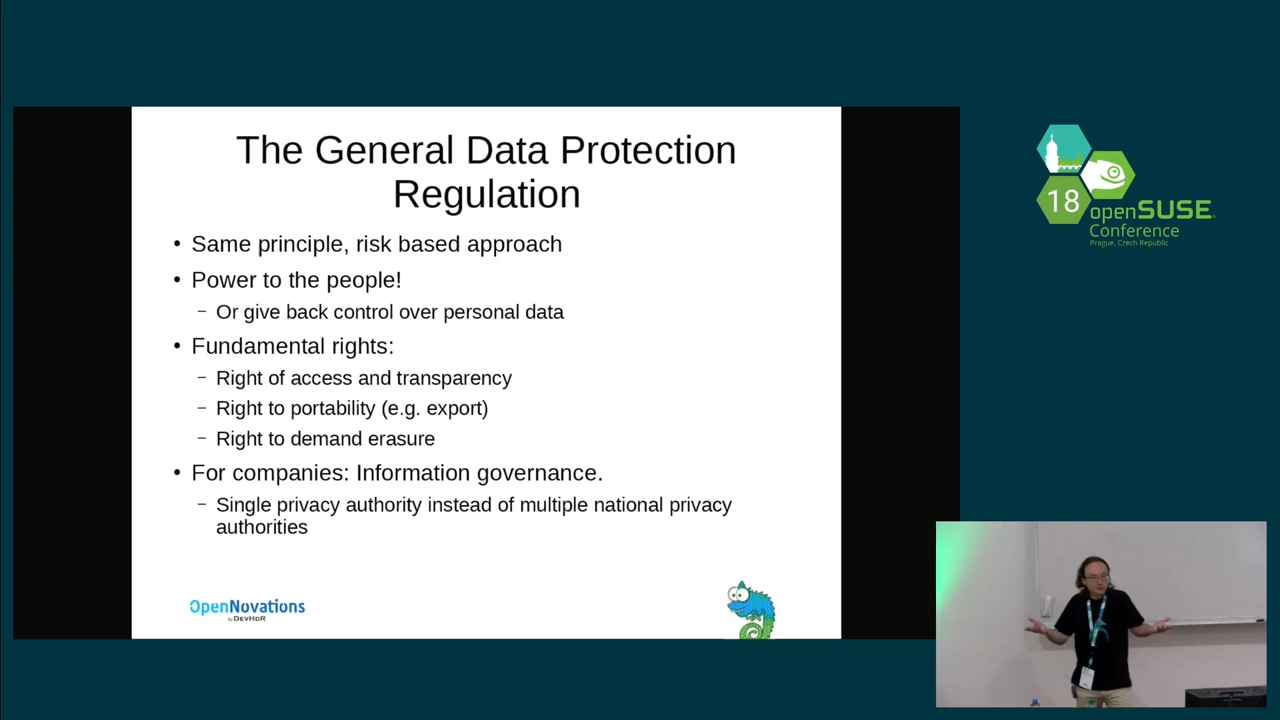 The General Data Protection
Regulation
• Same principle, risk based approach
• Power to the people!
– Or give back control over personal data
• Fundamental rights:
– Right of access and transparency
– Right to portability (e.g. export)
– Right to demand erasure
• For companies: Information governance.
– Single privacy authority instead of multiple national privacy
authorities
OpenNovations
by DEVHDR
18
openSUSE
Conference
Prague, Czech Republic